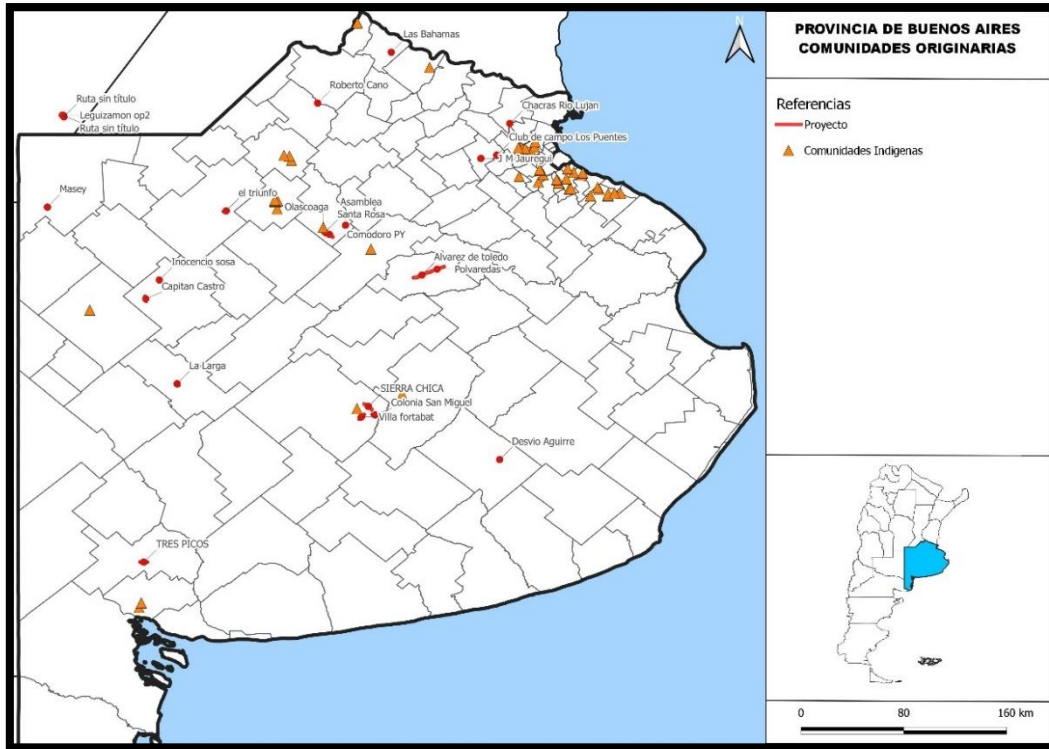 N
PROVINCIA DE BUENOS AIRES
COMUNIDADES ORIGINARIAS
Referencias
Proyecto
Comunidades Indigenas
Las Bahamas
Roberto Cano
Ruta sin título
Leguizamon op2
Ruta sin título
Chacras Rio Lujan
Club de campo Los Puentes
J M Jauregui
Masey
el triunfo
Olascoaga
Asamblea
Santa Rosa
Comodoro PY
Alvarez de toledo
Polvaredas
Inocencio sosa
Capitan Castro
La Larga
SIERRA CHICA
Colonia San Miguel
Villa fortabat
Desvio Aguirre
TRES PICOS
0 80 160 km